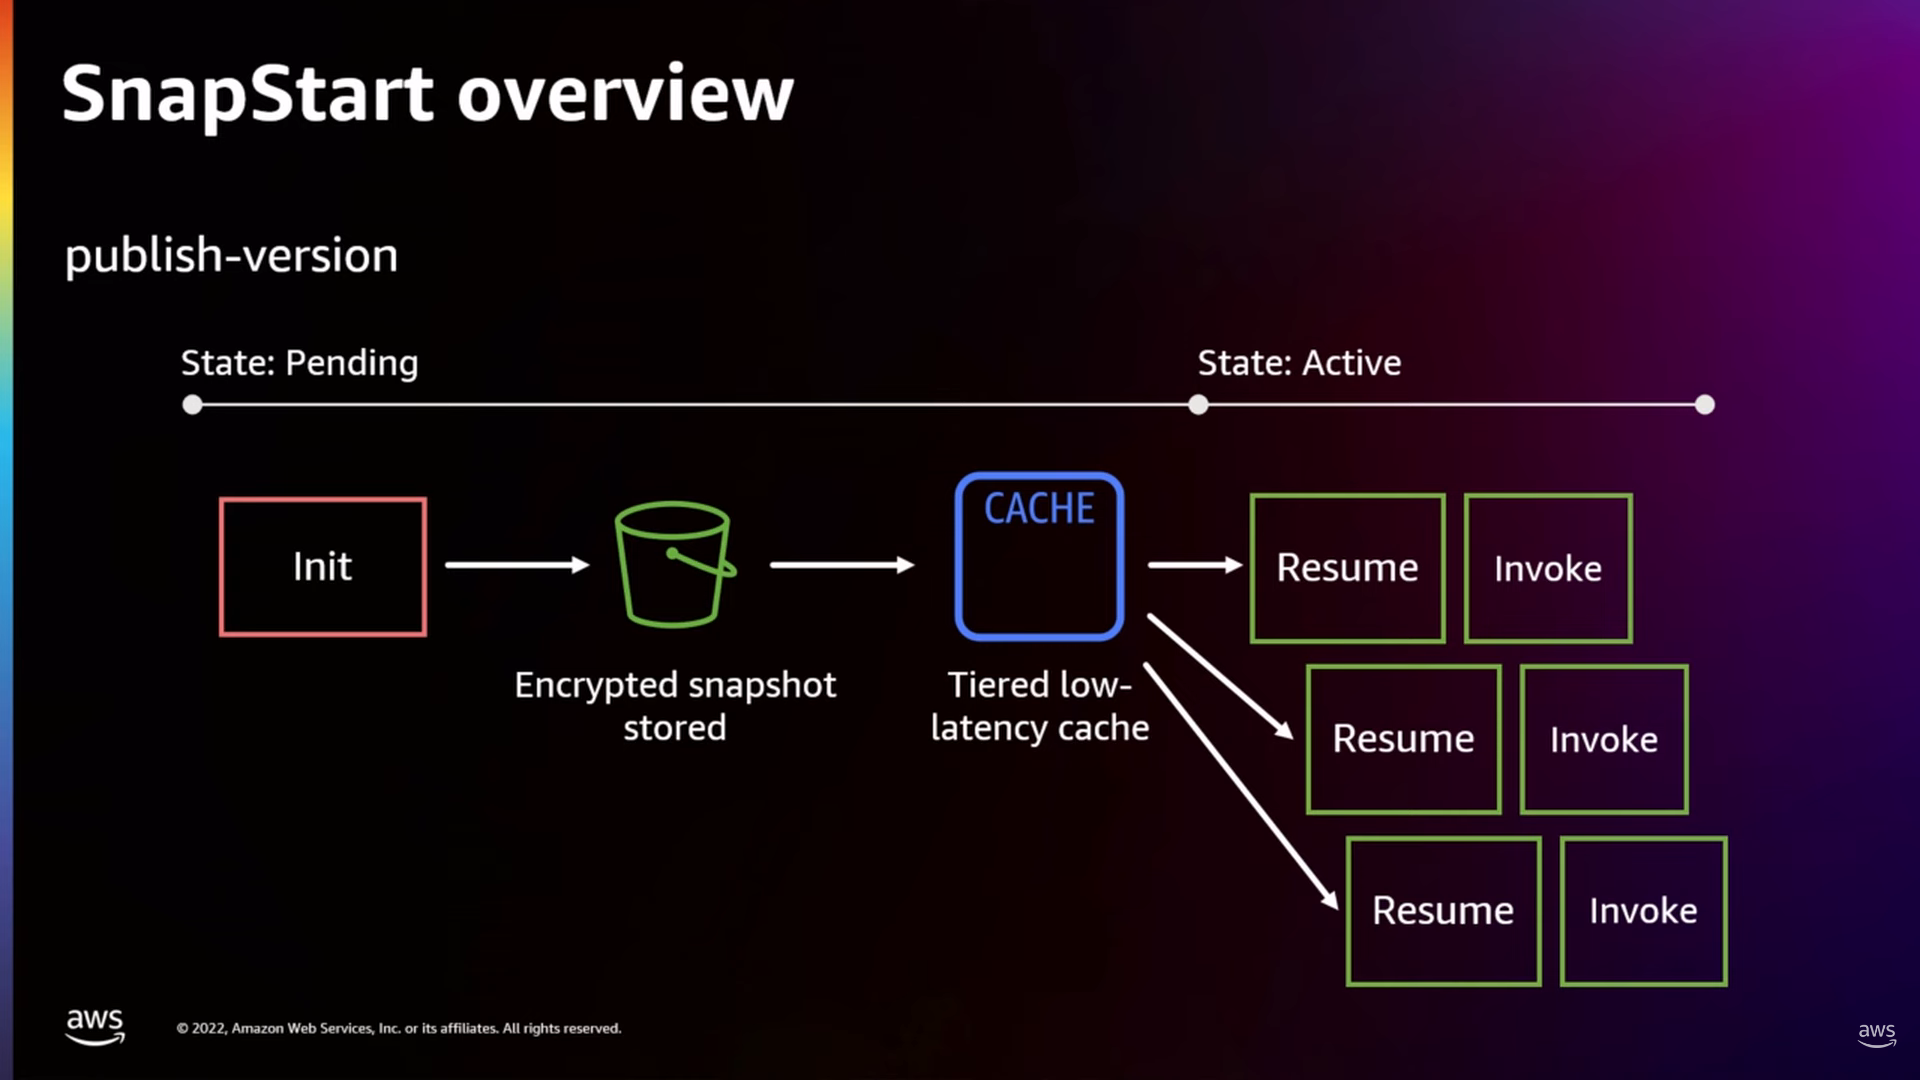 SnapStart overview
publish-version
State: Pending
State: Active
Init
CACHE
Resume
Invoke
Encrypted snapshot
stored
Tiered low-
latency cache
Resume
Invoke
Resume
Invoke
aws
© 2022, Amazon Web Services, Inc. or its affiliates. All rights reserved.
aws